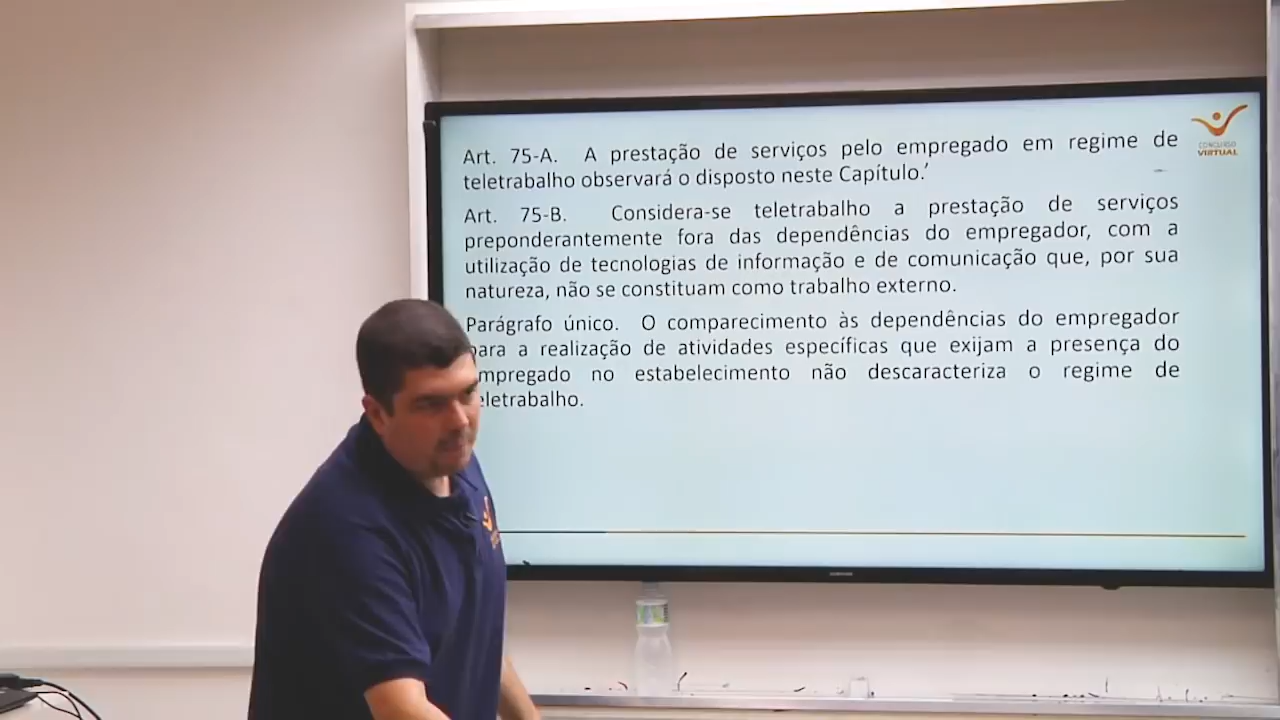 Art. 75-A. A prestação de serviços pelo empregado em regime de
teletrabalho observará o disposto neste Capítulo.’
Art. 75-B. Considera-se teletrabalho a prestação de serviços
preponderantemente fora das dependências do empregador, com a
utilização de tecnologias de informação e de comunicação que, por sua
natureza, não se constituam como trabalho externo.
Parágrafo único. O comparecimento às dependências do empregador
para a realização de atividades específicas que exijam a presença do
empregado no estabelecimento não descaracteriza o regime de
teletrabalho.
CONCURSO
VIRTUAL
SAMSUNG